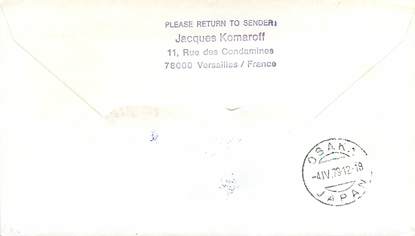 PLEASE RETURN TO SENDER:
Jacques Komaroff
11, Rue des Condamines
78000 Versailles / France
OSAKA
-4.IV.79.12-18
JAPAN